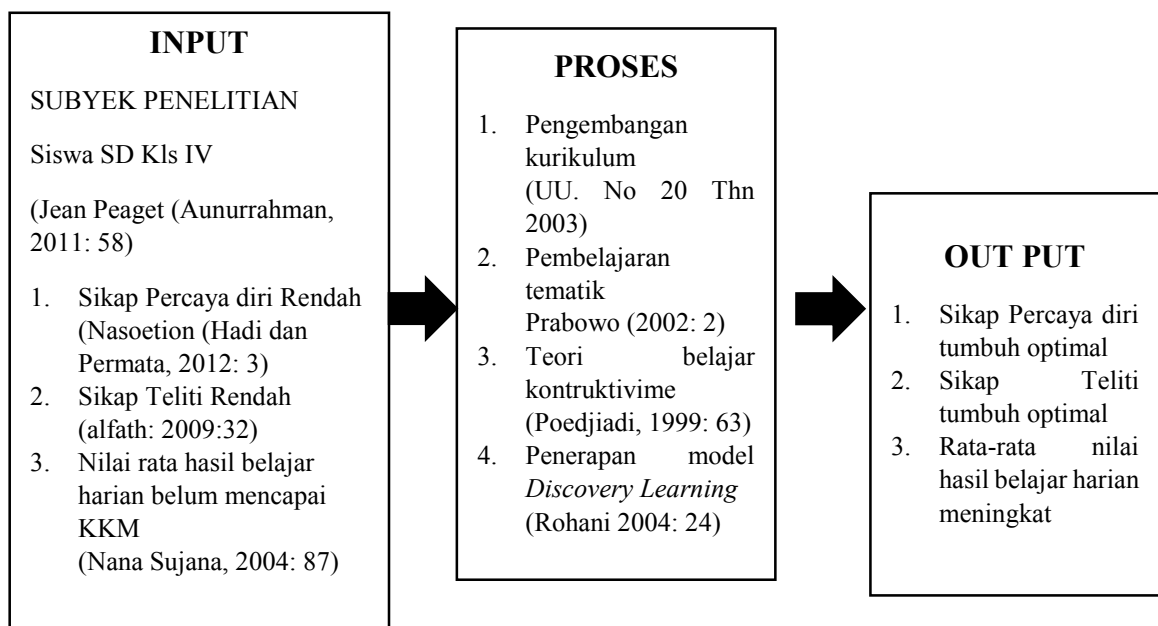 INPUT
SUBYEK PENELITIAN
Siswa SD Kls IV
(Jean Peaget (Aunurrahman,
2011: 58)
1. Sikap Percaya diri Rendah
(Nasoetion (Hadi dan
Permata, 2012: 3)
2. Sikap Teliti Rendah
(alfath: 2009:32)
3. Nilai rata hasil belajar
harian belum mencapai
KKM
(Nana Sujana, 2004: 87)
PROSES
1. Pengembangan
kurikulum
(UU. No 20 Thn
2003)
2. Pembelajaran
tematik
Prabowo (2002: 2)
3. Teori belajar
kontruktivime
(Poedjiadi, 1999: 63)
4. Penerapan model
Discovery Learning
(Rohani 2004: 24)
OUT PUT
1. Sikap Percaya diri
tumbuh optimal
2. Sikap Teliti
tumbuh optimal
3. Rata-rata nilai
hasil belajar harian
meningkat